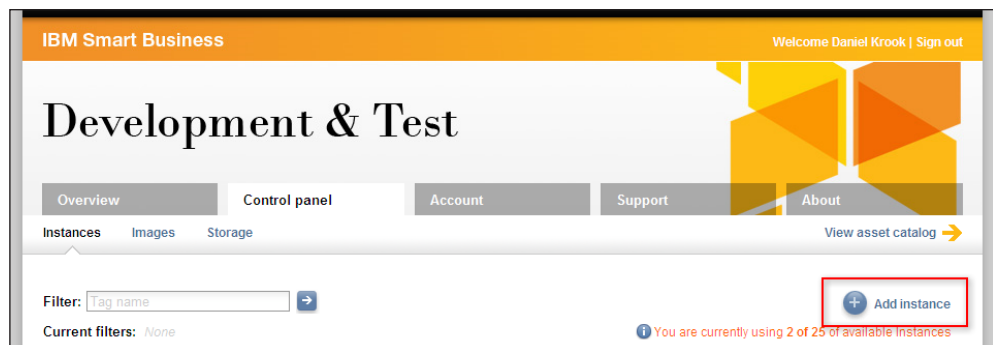 IBM Smart Business
Welcome Daniel Krook | Sign out
Development & Test
Overview
Control panel
Account
Support
About
Instances
Images
Storage
View asset catalog
Filter: Tag name
Add instance
Current filters: None
You are currently using 2 of 25 of available Instances